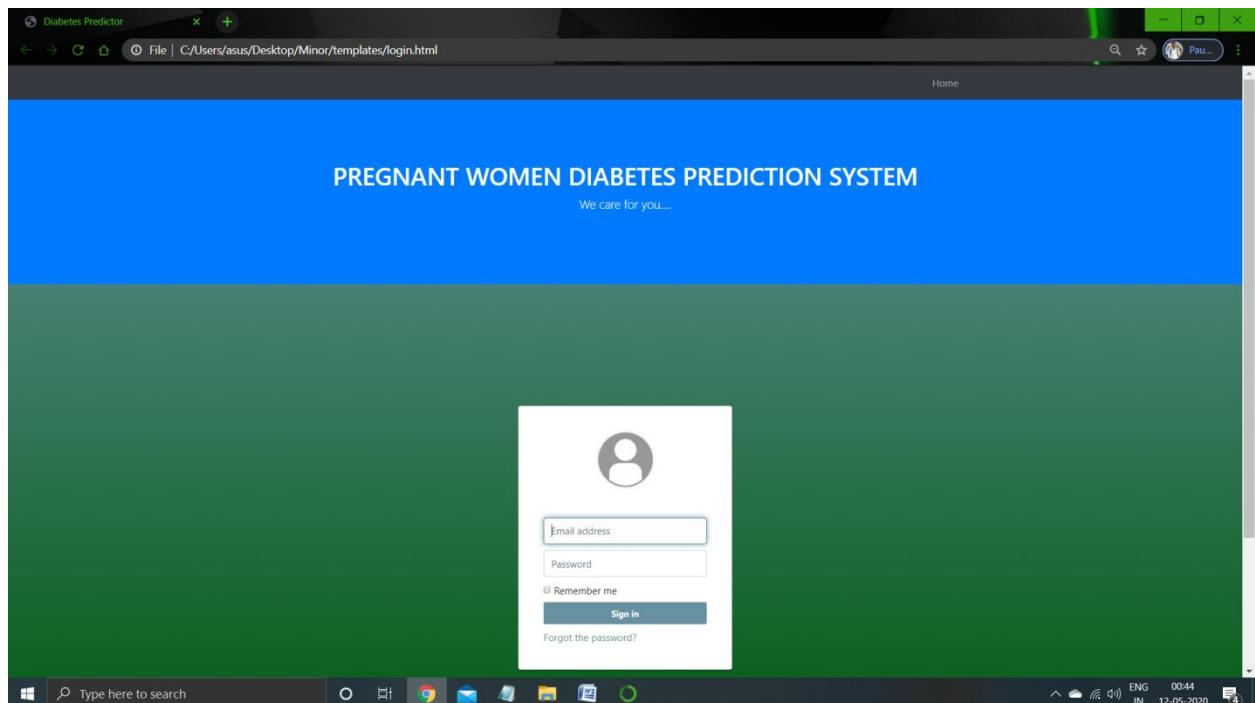 Diabetes Predictor
File | C:/Users/asus/Desktop/Minor/templates/login.html
Pau...
Home
PREGNANT WOMEN DIABETES PREDICTION SYSTEM
We care for you....
Email address
Password
Remember me
Sign in
Forgot the password?
Type here to search
ENG
IN
00:44
12-05-2020
4